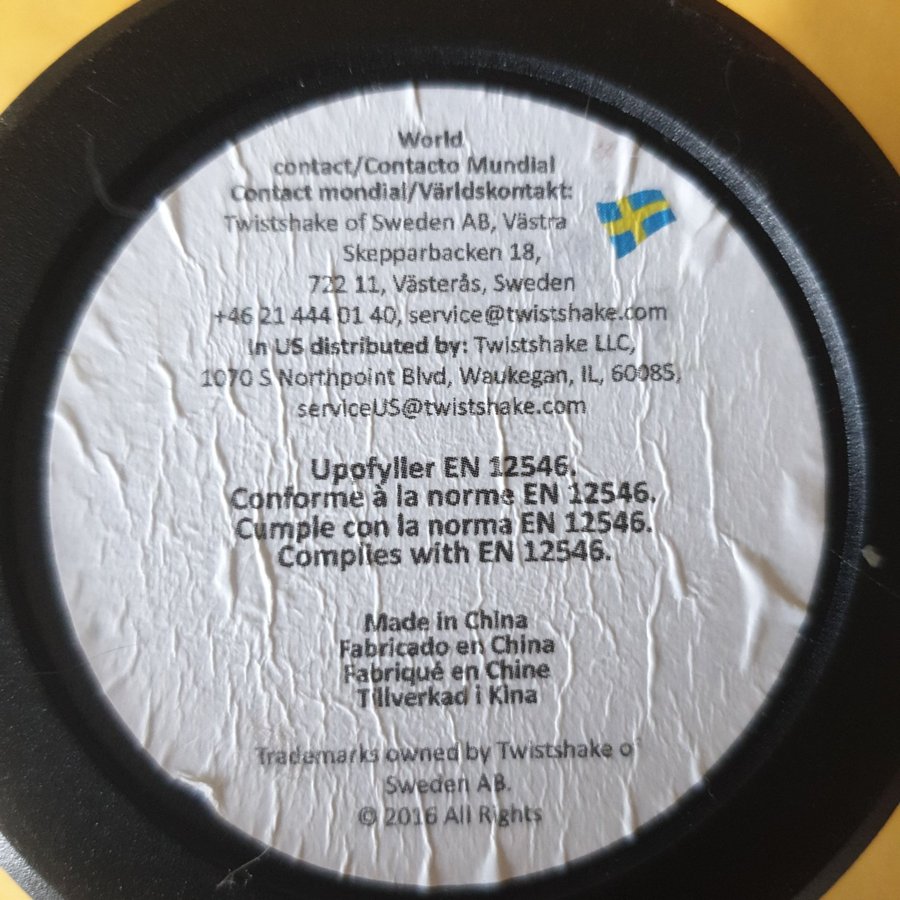 World
contact/Contacto Mundial
Contact mondial/Världskontakt:
Twistshake of Sweden AB, Västra
Skepparbacken 18,
722 11, Västerås, Sweden
+46 21 444 01 40, service@twistshake.com
In US distributed by: Twistshake LLC,
1070 S Northpoint Blvd, Waukegan, IL, 60085,
serviceUS@twistshake.com
Upofyller EN 12546.
Conforme à la norme EN 12546.
Cumple con la norma EN 12546.
Complies with EN 12546.
Made in China
Fabricado en China
Fabriqué en Chine
Tillverkad i Kina
Trademarks owned by Twistshake of
Sweden AB.
© 2016 All Rights